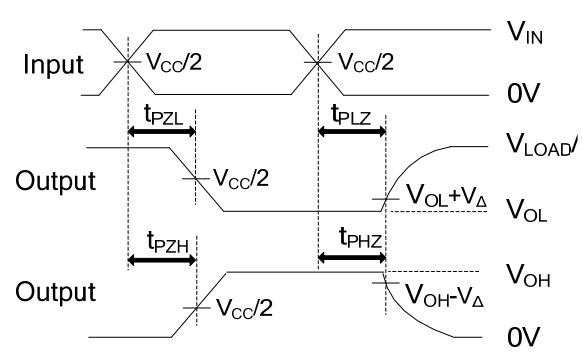 V_IN
Input
V_CC/2
V_CC/2
0V
t_PZL
t_PLZ
V_LOAD/
Output
V_CC/2
V_OL+V_Δ
V_OL
t_PZH
t_PHZ
V_OH
Output
V_CC/2
V_OH-V_Δ
0V